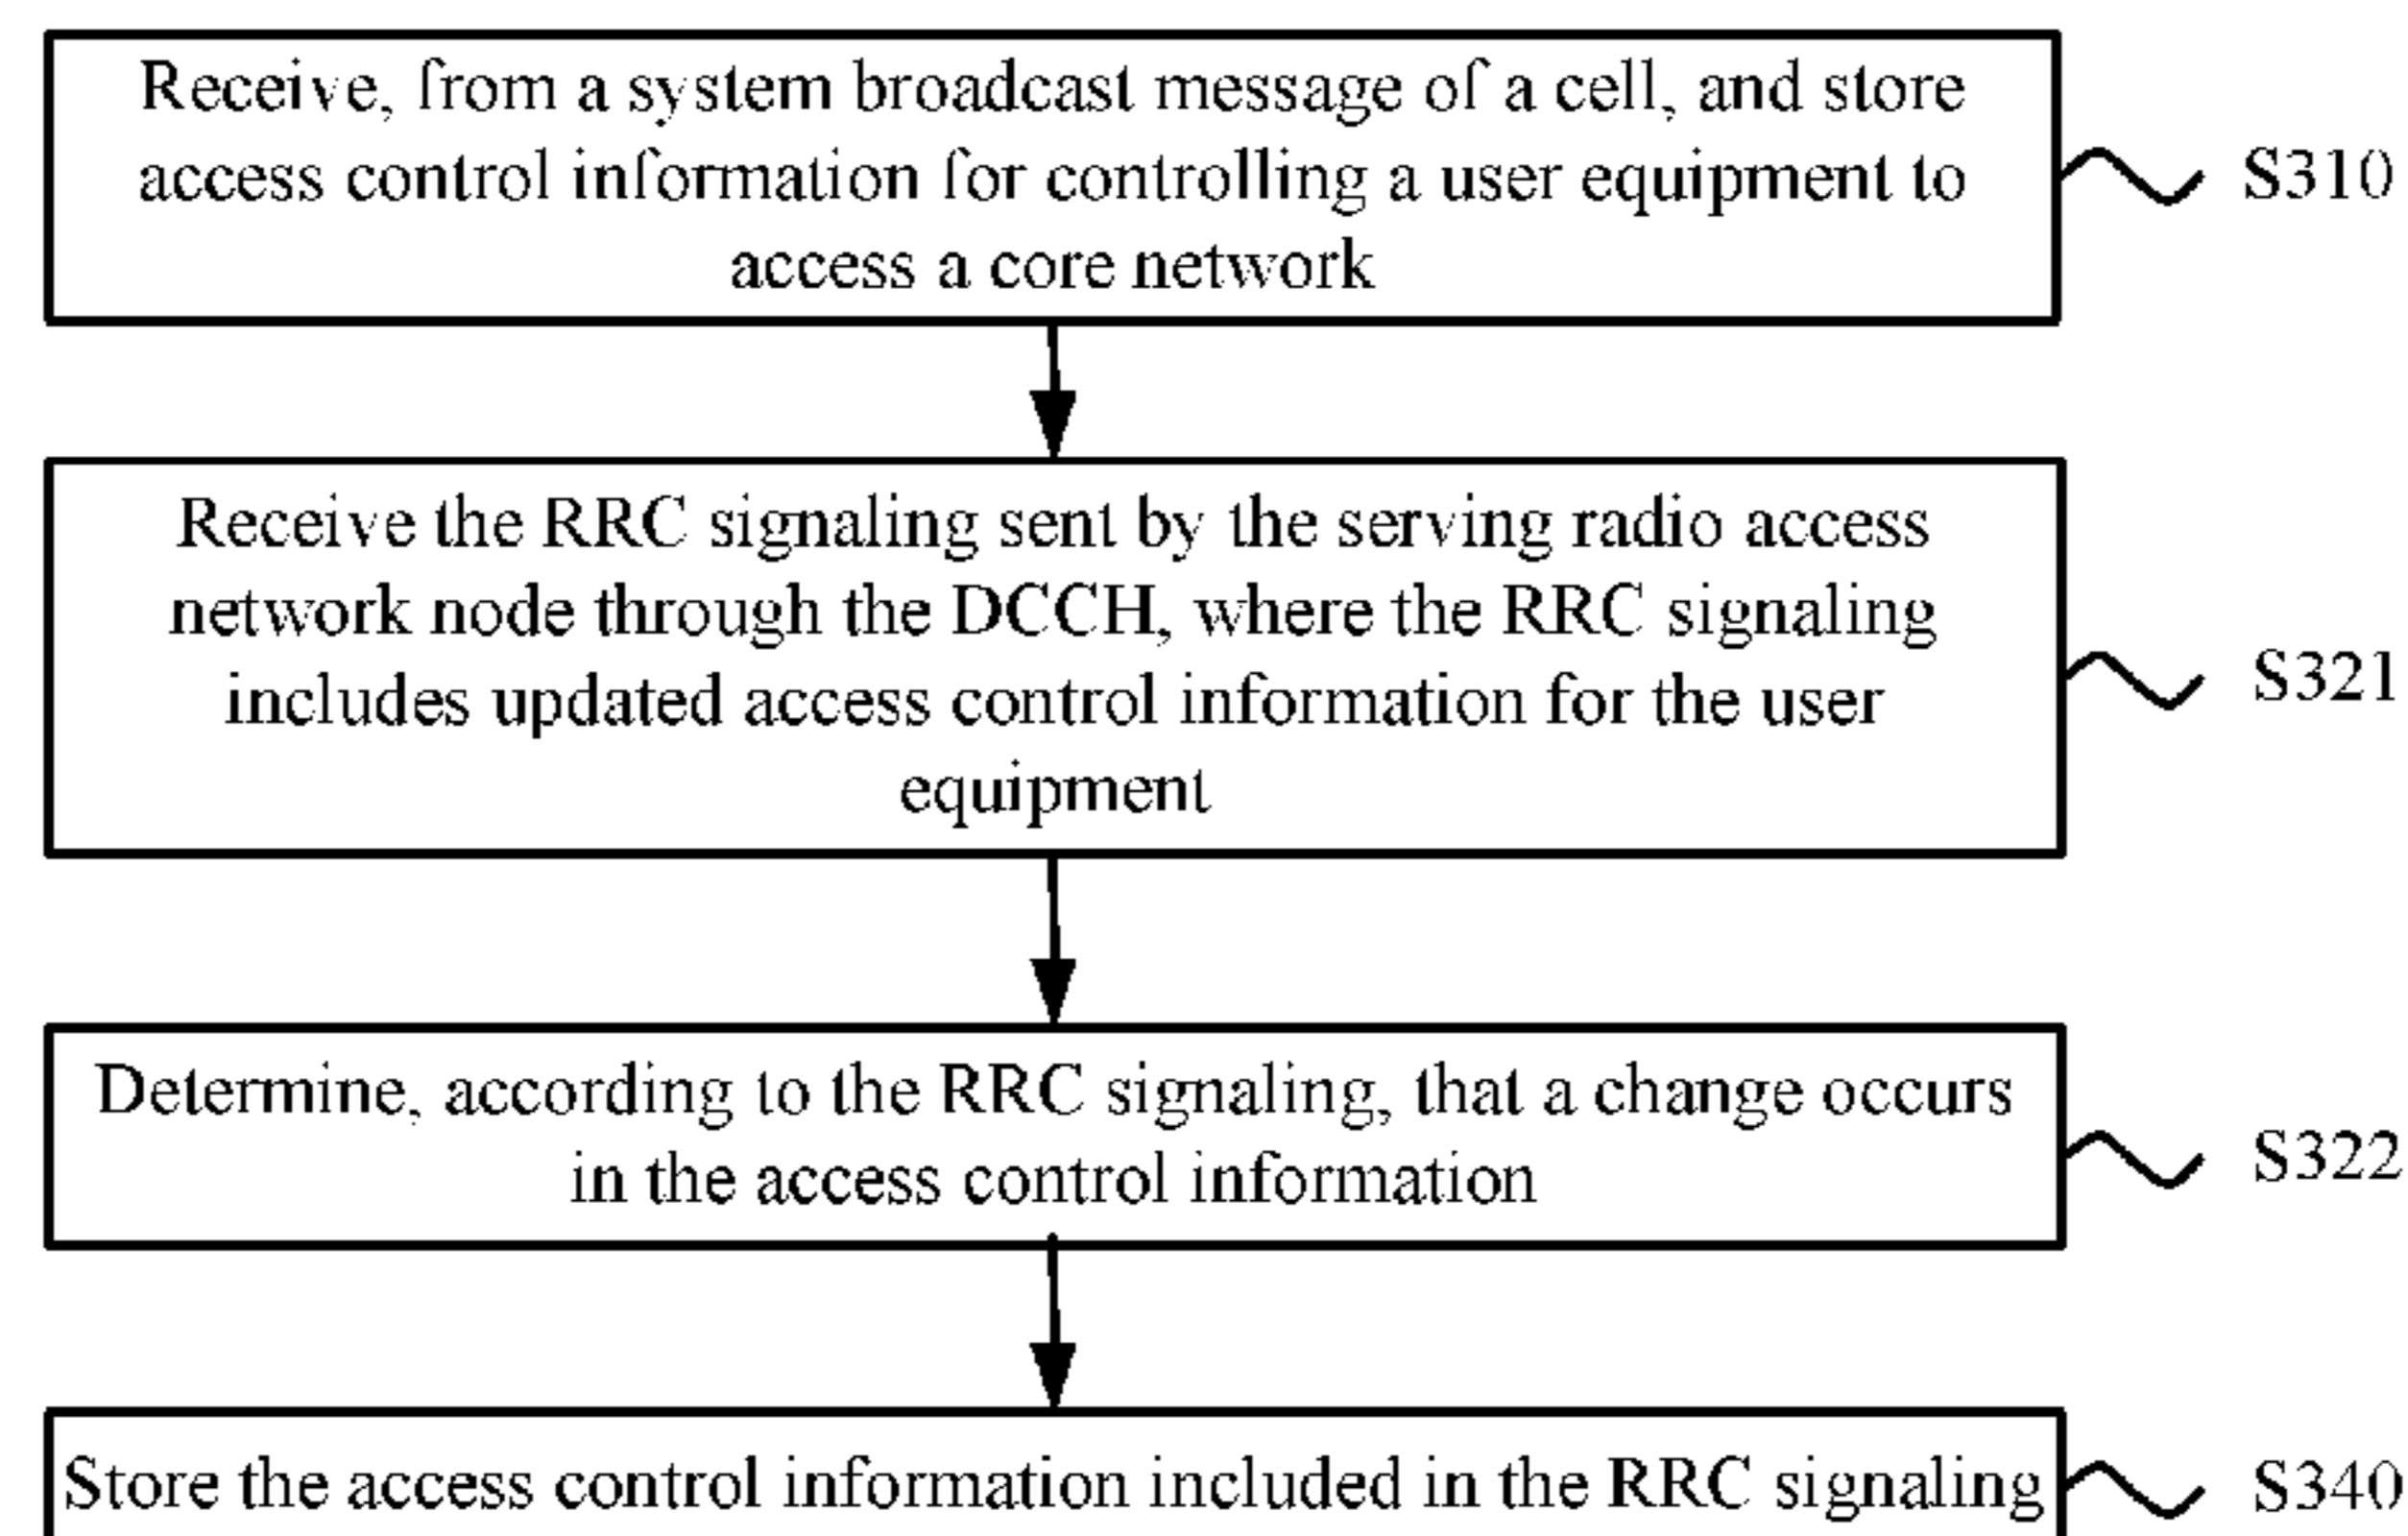 Receive, from a system broadcast message of a cell, and store
access control information for controlling a user equipment to
access a core network
S310
Receive the RRC signaling sent by the serving radio access
network node through the DCCH, where the RRC signaling
includes updated access control information for the user
equipment
S321
Determine, according to the RRC signaling, that a change occurs
in the access control information
S322
Store the access control information included in the RRC signaling
S340